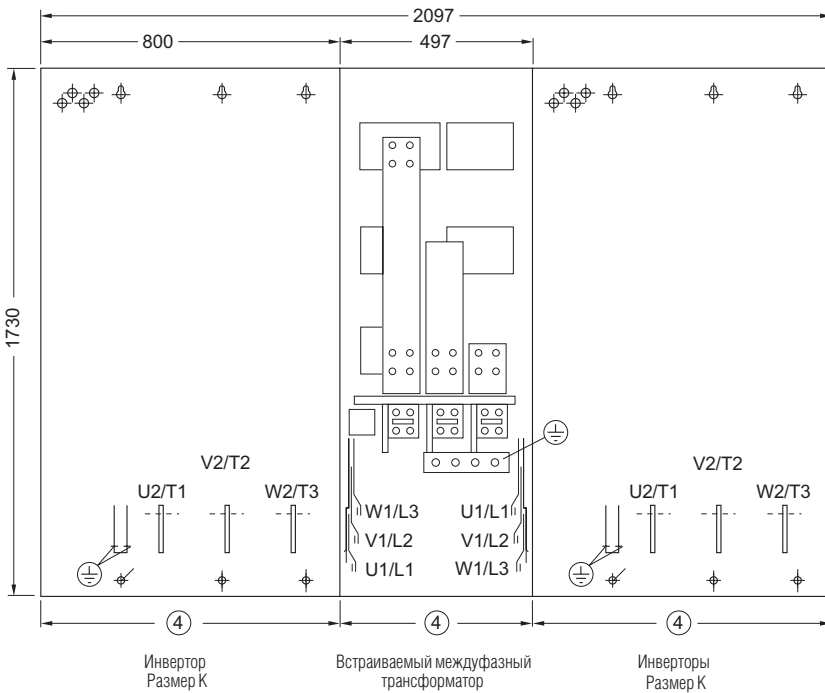 2097
800
497
1730
V2/T2
U2/T1
W2/T3
W1/L3
V1/L2
U1/L1
U1/L1
V1/L2
W1/L3
V2/T2
U2/T1
W2/T3
4
4
4
Инвертор
Размер K
Встраиваемый междуфазный
трансформатор
Инверторы
Размер K